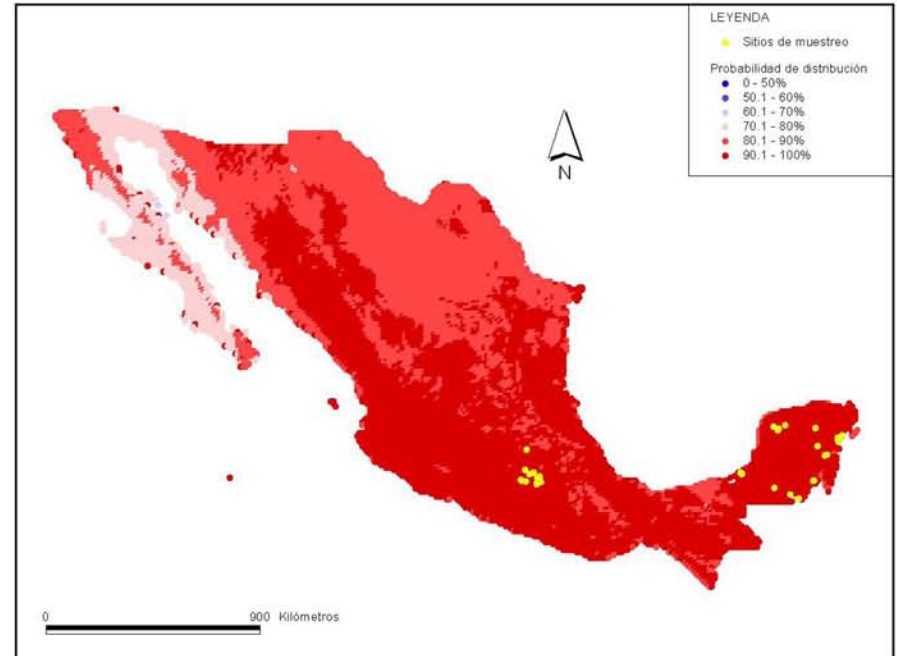 LEYENDA
Sitios de muestreo
Probabilidad de distribución
0 - 50%
50.1 - 60%
60.1 - 70%
70.1 - 80%
80.1 - 90%
90.1 - 100%
N
0 900 Kilómetros